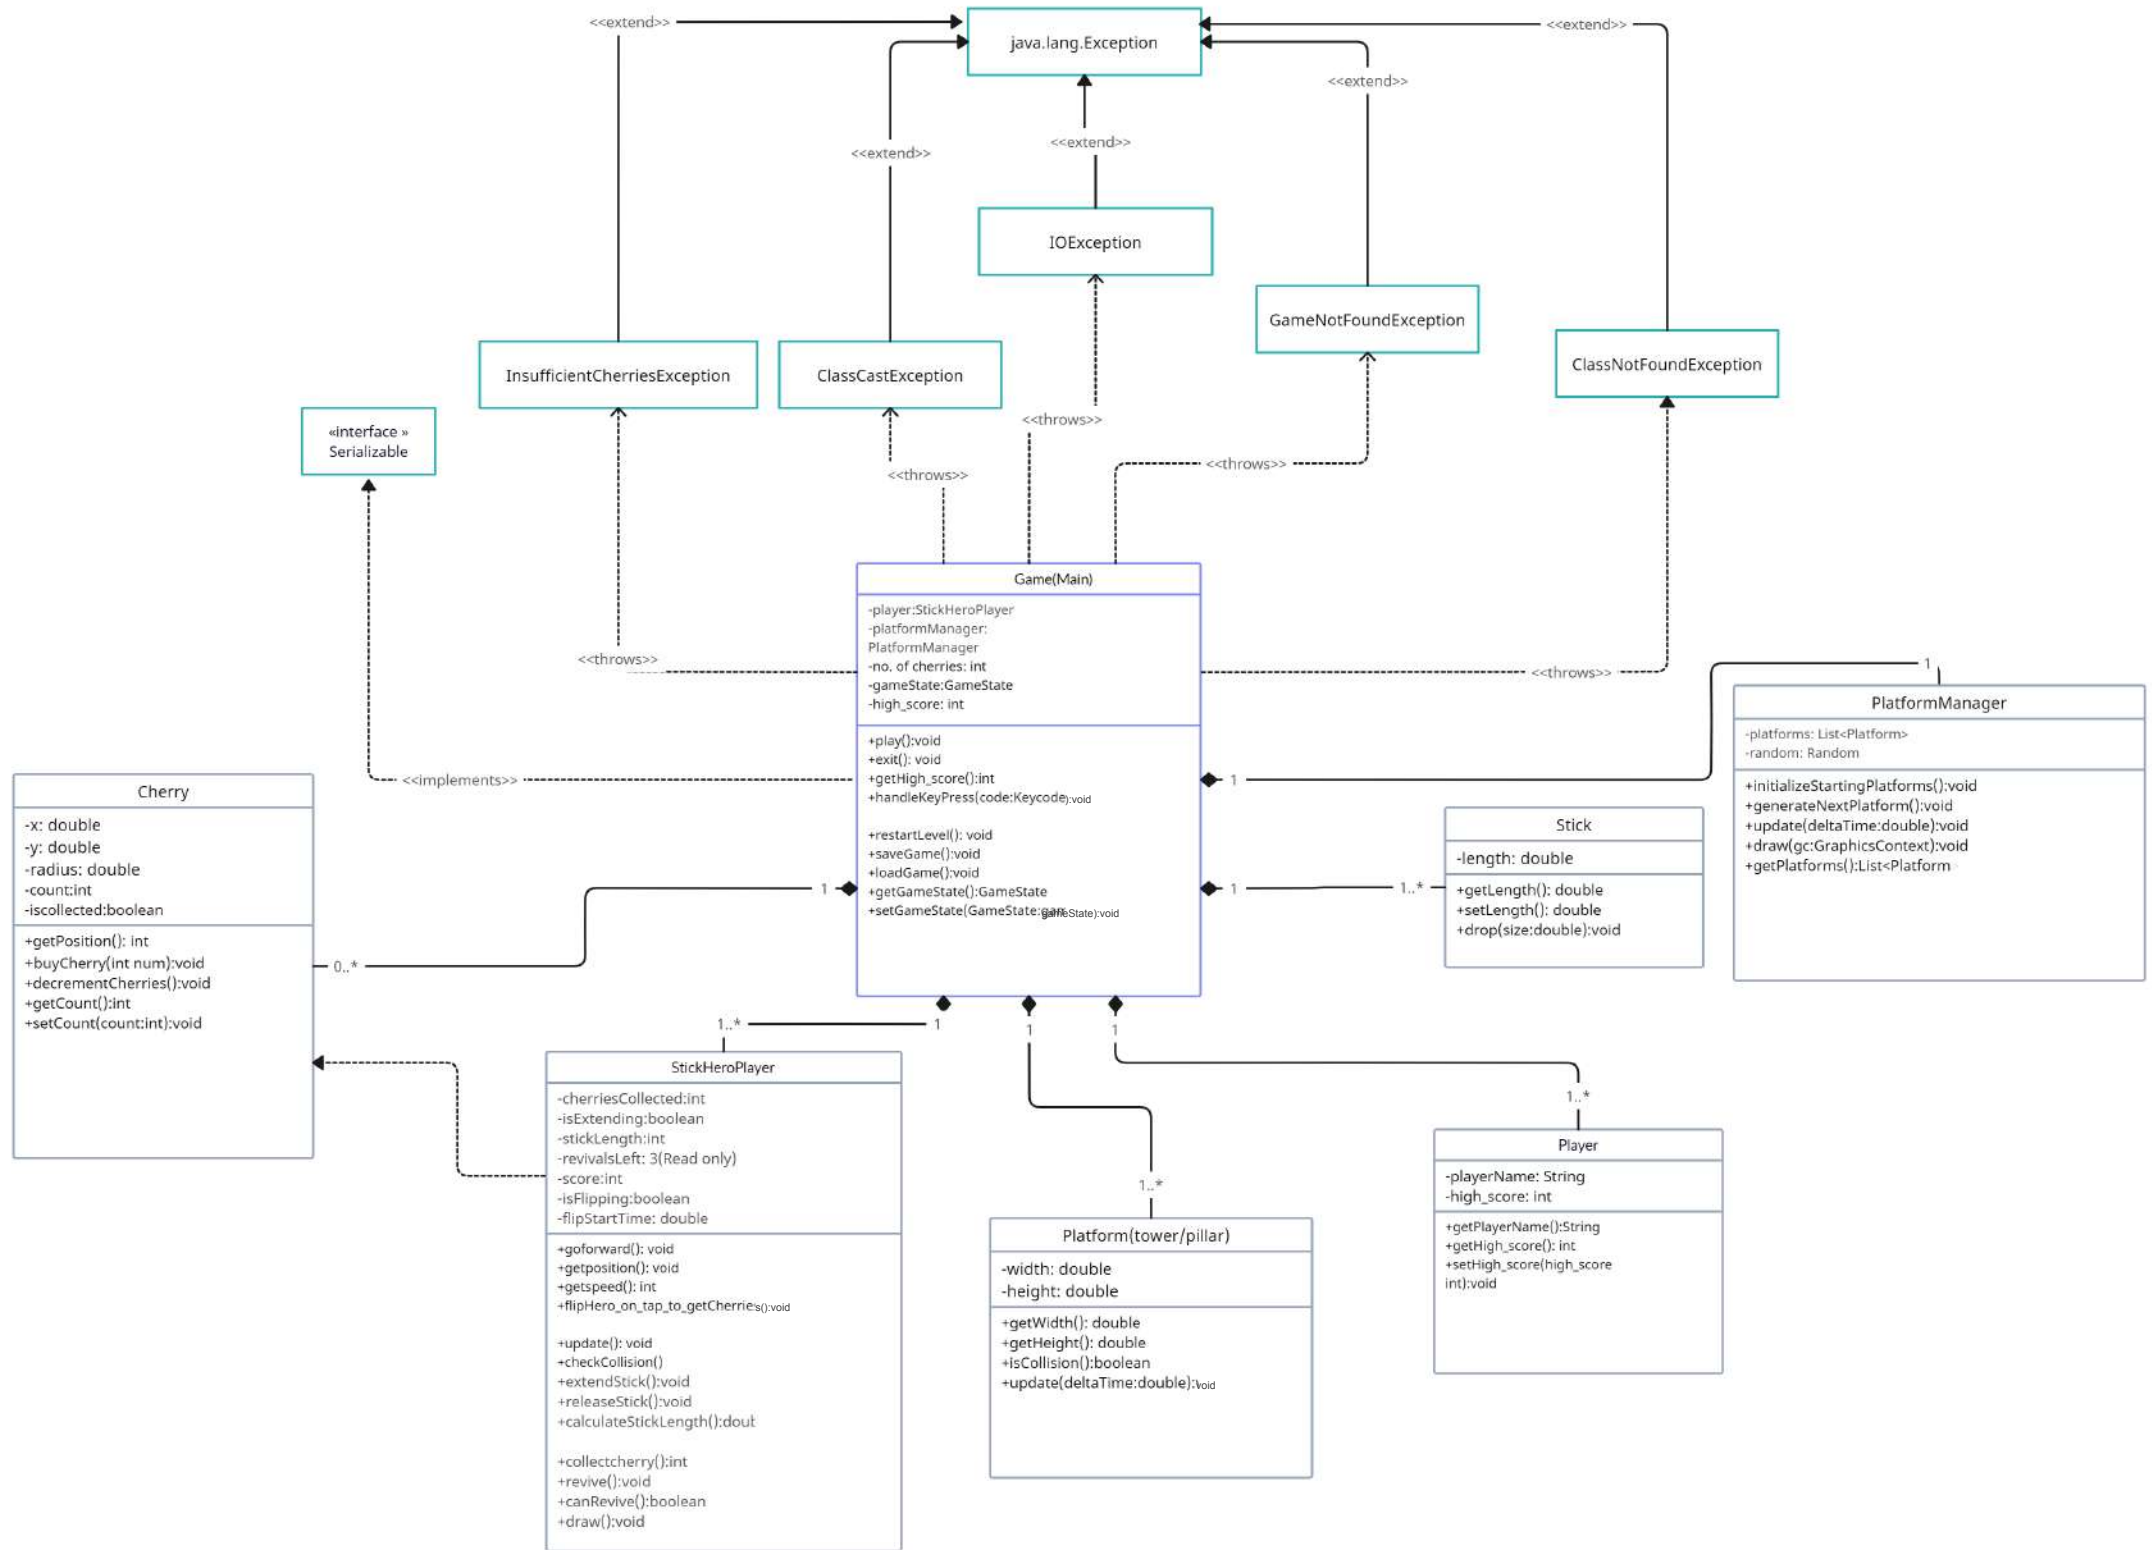 <<extend>>
java.lang.Exception
<<extend>>
<<extend>>
<<extend>>
<<extend>>
IOException
GameNotFoundException
ClassNotFoundException
InsufficientCherriesException
ClassCastException
«interface »
Serializable
<<throws>>
<<throws>>
<<throws>>
<<throws>>
<<throws>>
<<implements>>
Game(Main)
-player:StickHeroPlayer
-platformManager:
PlatformManager
-no. of cherries: int
-gameState:GameState
-high_score: int
+play():void
+exit(): void
+getHigh_score():int
+handleKeyPress(code:Keycode):void
+restartLevel(): void
+saveGame():void
+loadGame():void
+getGameState():GameState
+setGameState(GameState:gameState):void
1
PlatformManager
-platforms: List<Platform>
-random: Random
+initializeStartingPlatforms():void
+generateNextPlatform():void
+update(deltaTime:double):void
+draw(gc:GraphicsContext):void
+getPlatforms():List<Platform
1
Stick
-length: double
+getLength(): double
+setLength(): double
+drop(size:double):void
1
1..*
Cherry
-x: double
-y: double
-radius: double
-count:int
-iscollected:boolean
+getPosition(): int
+buyCherry(int num):void
+decrementCherries():void
+getCount():int
+setCount(count:int):void
1
0..*
1..*
1
1
1
StickHeroPlayer
-cherriesCollected:int
-isExtending:boolean
-stickLength:int
-revivalsLeft: 3(Read only)
-score:int
-isFlipping:boolean
-flipStartTime: double
+goforward(): void
+getposition(): void
+getspeed(): int
+flipHero_on_tap_to_getCherries():void
+update(): void
+checkCollision()
+extendStick():void
+releaseStick():void
+calculateStickLength():doub
+collectcherry():int
+revive():void
+canRevive():boolean
+draw():void
1..*
Platform(tower/pillar)
-width: double
-height: double
+getWidth(): double
+getHeight(): double
+isCollision():boolean
+update(deltaTime:double):void
1..*
Player
-playerName: String
-high_score: int
+getPlayerName():String
+getHigh_score(): int
+setHigh_score(high_score
int):void